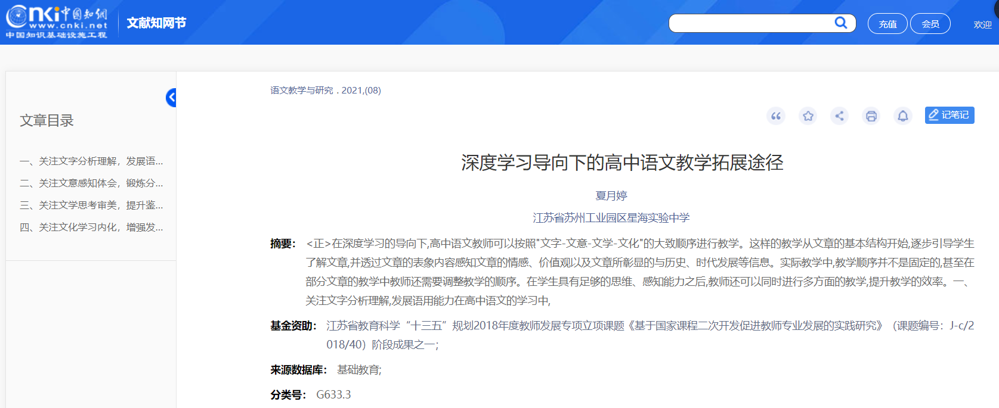 cnki中国知网
www.cnki.net
中国知识基础设施工程
文献知网节
充值
会员
欢迎
文章目录
一、关注文字分析理解，发展语...
二、关注文意感知体会，锻炼分...
三、关注文学思考审美，提升鉴...
四、关注文化学习内化，增强发...
语文教学与研究 . 2021,(08)
记笔记
深度学习导向下的高中语文教学拓展途径
夏月婷
江苏省苏州工业园区星海实验中学
摘要： <正>在深度学习的导向下,高中语文教师可以按照"文字-文意-文学-文化"的大致顺序进行教学。这样的教学从文章的基本结构开始,逐步引导学生
了解文章,并透过文章的表象内容感知文章的情感、价值观以及文章所彰显的与历史、时代发展等信息。实际教学中,教学顺序并不是固定的,甚至在
部分文章的教学中教师还需要调整教学的顺序。在学生具有足够的思维、感知能力之后,教师还可以同时进行多方面的教学,提升教学的效率。一、
关注文字分析理解,发展语用能力在高中语文的学习中,
基金资助： 江苏省教育科学“十三五”规划2018年度教师发展专项立项课题《基于国家课程二次开发促进教师专业发展的实践研究》（课题编号：J-c/2
018/40）阶段成果之一；
来源数据库： 基础教育;
分类号： G633.3